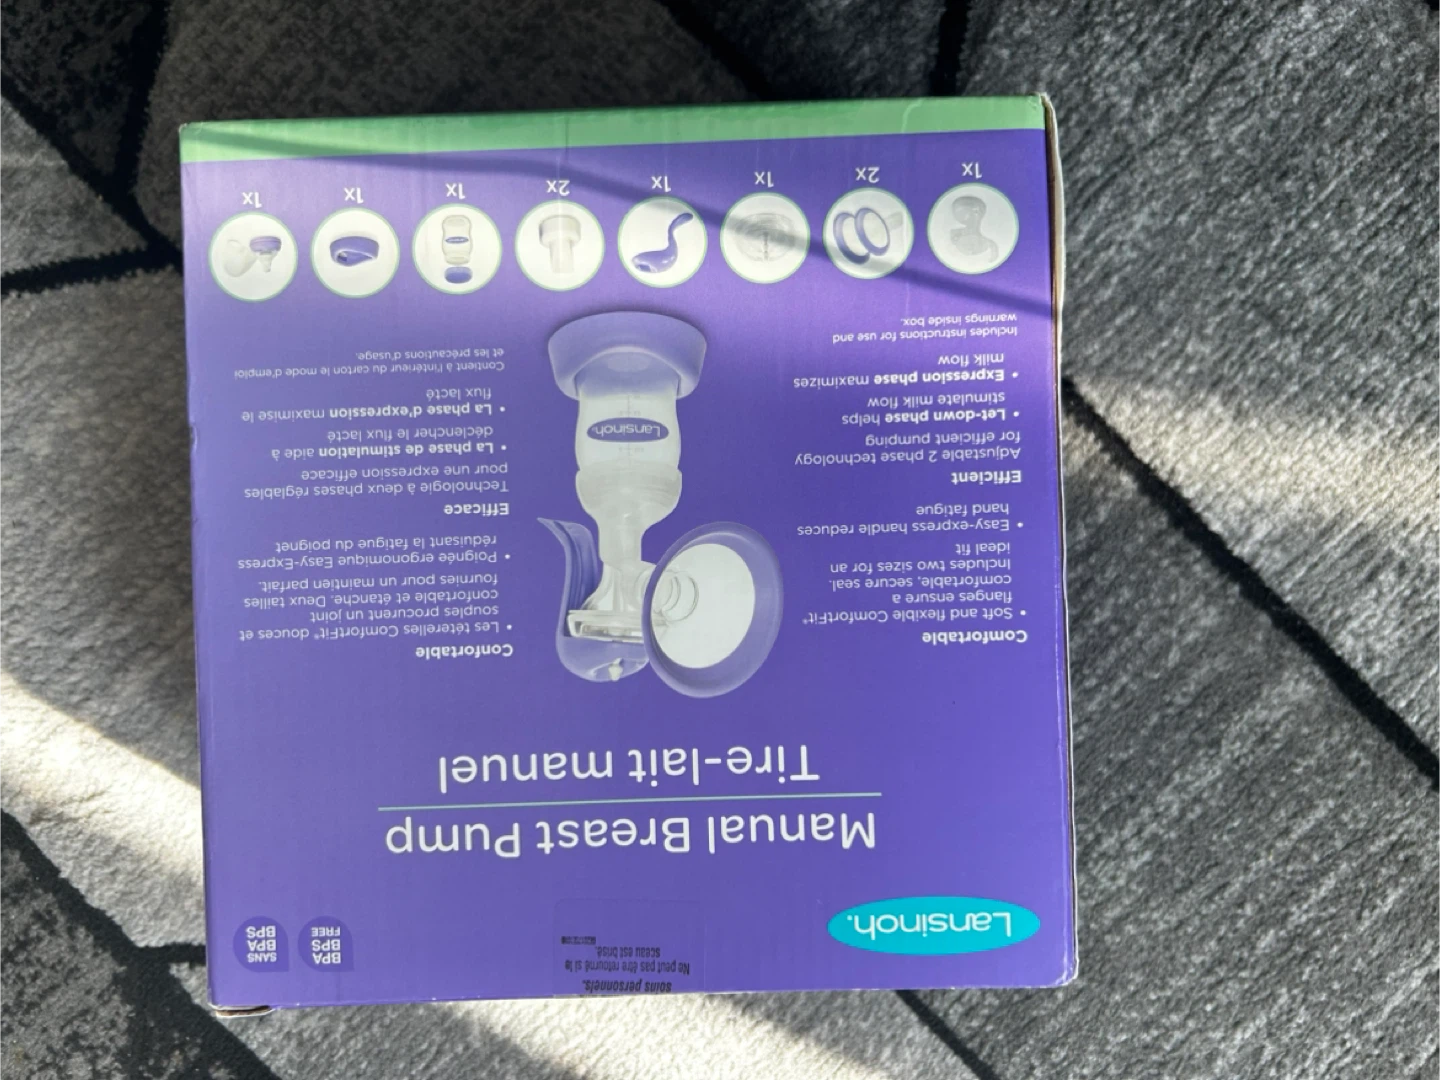 soins personnels.
Ne peut pas être retourné si le
sceau est brisé.
Lansinoh.
BPA
BPS
FREE
SANS
BPA
BPS
Manual Breast Pump
Tire-lait manuel
Comfortable
• Soft and flexible ComfortFit®
flanges ensure a
comfortable, secure seal.
Includes two sizes for an
ideal fit
• Easy-express handle reduces
hand fatigue
Efficient
Adjustable 2 phase technology
for efficient pumping
• Let-down phase helps
stimulate milk flow
• Expression phase maximizes
milk flow
Includes instructions for use and
warnings inside box.
Lansinoh
Confortable
• Les téterelles ComfortFit® douces et
souples procurent un joint
confortable et étanche. Deux tailles
fournies pour un maintien parfait.
• Poignée ergonomique Easy-Express
réduisant la fatigue du poignet
Efficace
Technologie à deux phases réglables
pour une expression efficace
• La phase de stimulation aide à
déclencher le flux lacté
• La phase d'expression maximise le
flux lacté
Contient à l'intérieur du carton le mode d'emploi
et les précautions d'usage.
1x
2x
1x
1x
2x
1x
1x
1x